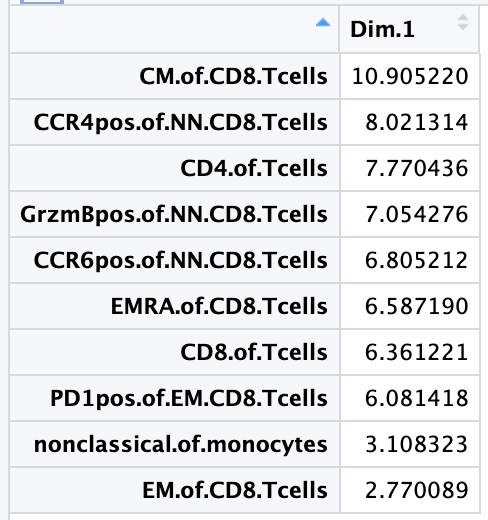 Dim.1
CM.of.CD8.Tcells 10.905220
CCR4pos.of.NN.CD8.Tcells 8.021314
CD4.of.Tcells 7.770436
GrzmBpos.of.NN.CD8.Tcells 7.054276
CCR6pos.of.NN.CD8.Tcells 6.805212
EMRA.of.CD8.Tcells 6.587190
CD8.of.Tcells 6.361221
PD1pos.of.EM.CD8.Tcells 6.081418
nonclassical.of.monocytes 3.108323
EM.of.CD8.Tcells 2.770089